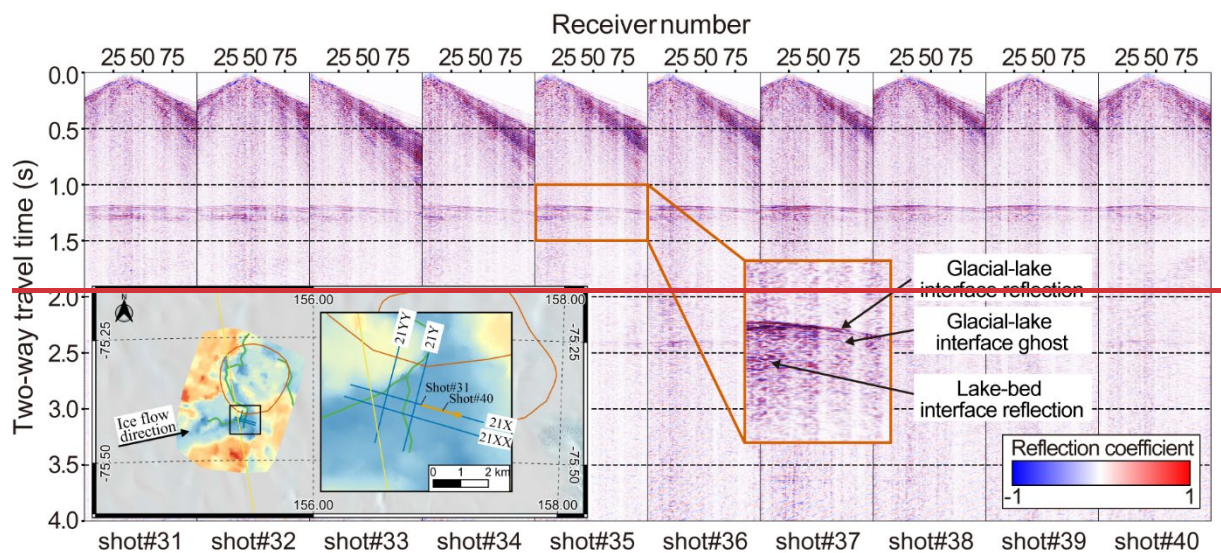 Receiver number
25 50 75 25 50 75 25 50 75 25 50 75 25 50 75 25 50 75 25 50 75 25 50 75 25 50 75 25 50 75
Two-way travel time (s)
0.0
0.5
1.0
1.5
2.0
2.5
3.0
3.5
4.0
Glacial-lake
interface reflection
Glacial-lake
interface ghost
Lake-bed
interface reflection
Reflection coefficient
-1 1
N
156.00
158.00
-75.25
-75.25
-75.50
-75.50
156.00
158.00
Ice flow
direction
21YY
21Y
Shot#31
Shot#40
21X
21XX
0 1 2 km
shot#31 shot#32 shot#33 shot#34 shot#35 shot#36 shot#37 shot#38 shot#39 shot#40